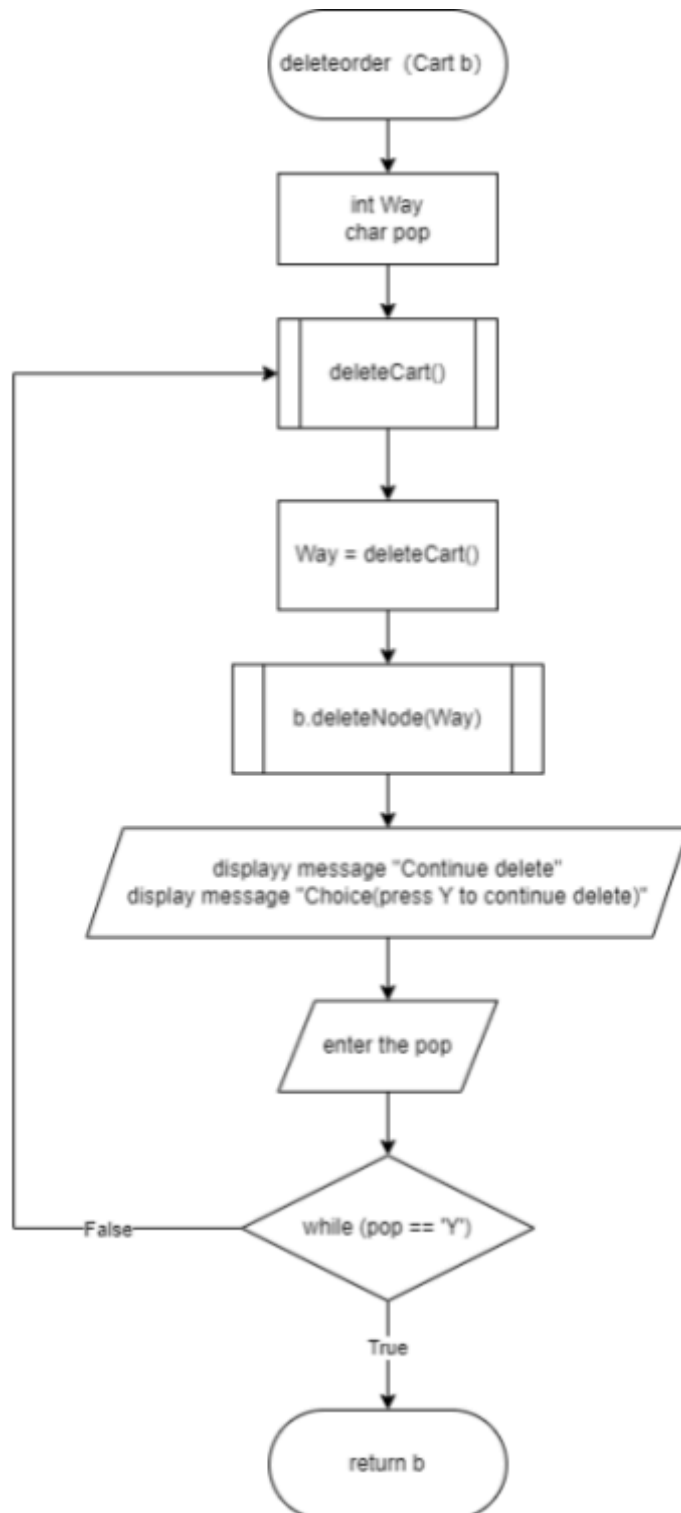 deleteorder (Cart b)
int Way
char pop
deleteCart()
Way = deleteCart()
b.deleteNode(Way)
displayy message "Continue delete"
display message "Choice(press Y to continue delete)"
enter the pop
while (pop == 'Y')
False
True
return b